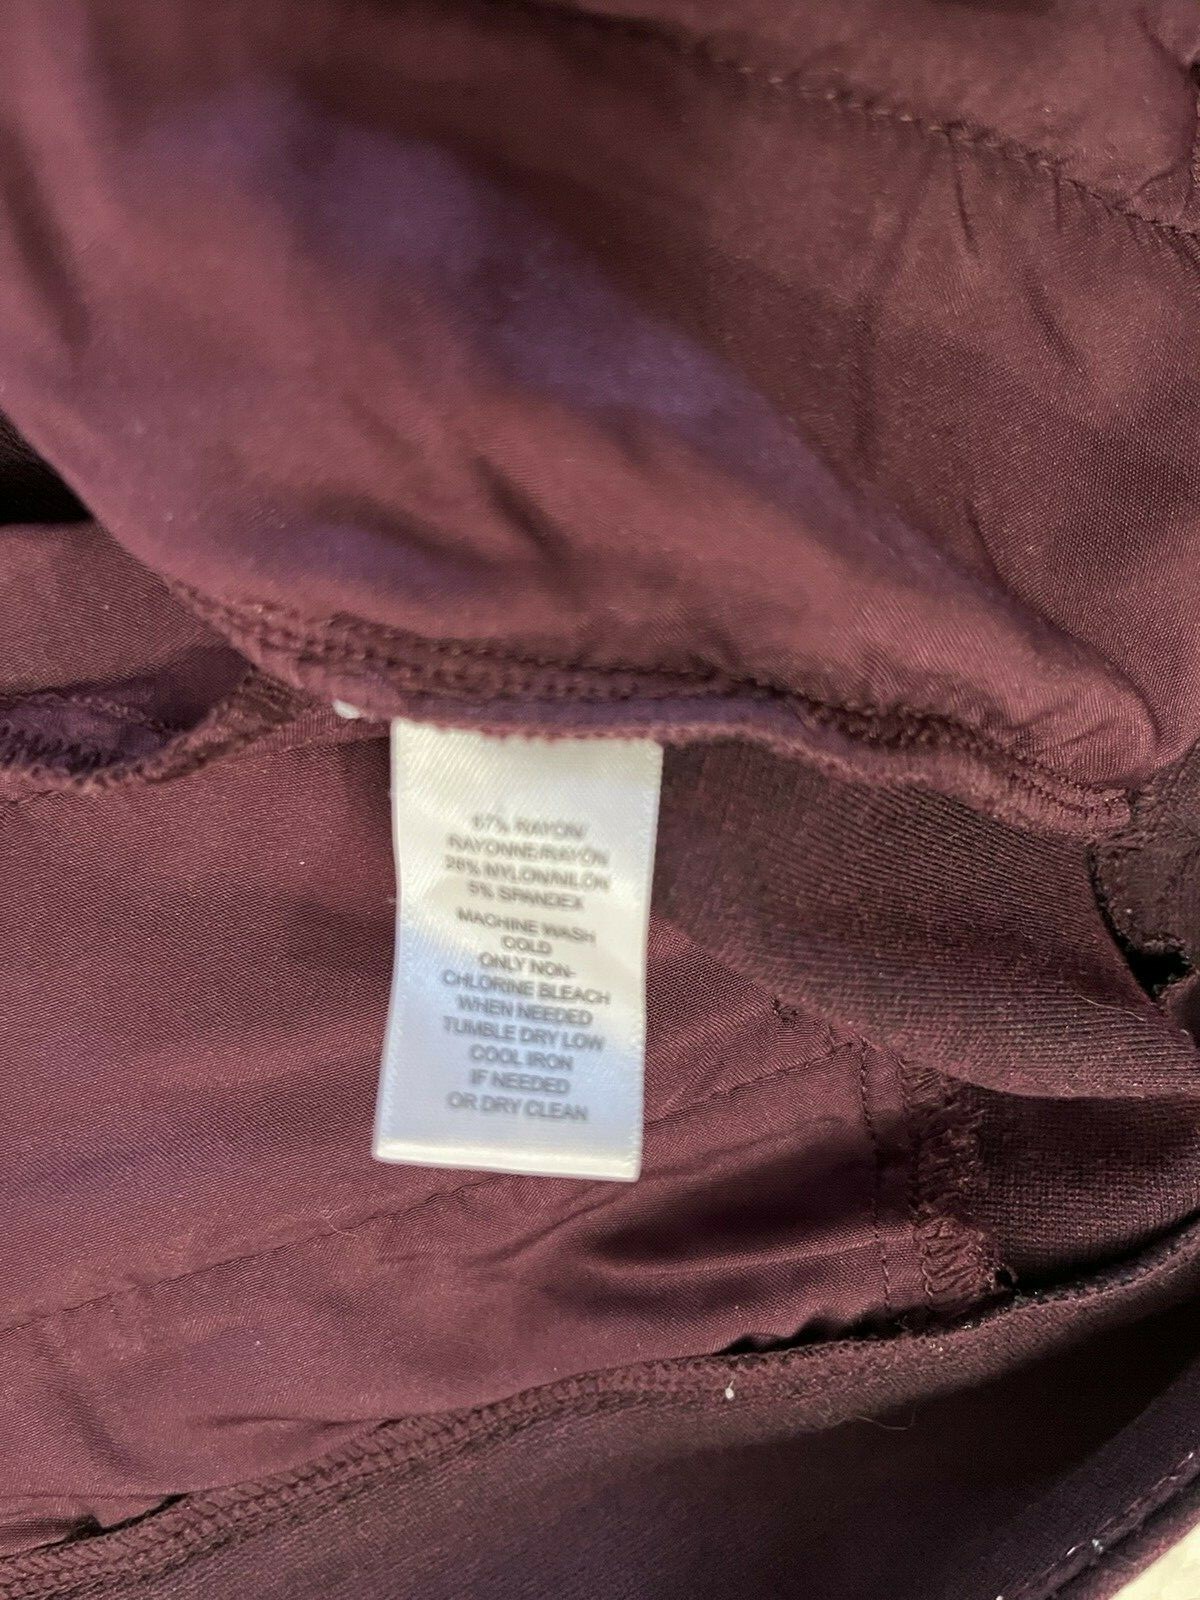 67% RAYON/
RAYONNE/RAYÓN
28% NYLON/NILON
5% SPANDEX
MACHINE WASH
COLD
ONLY NON-
CHLORINE BLEACH
WHEN NEEDED
TUMBLE DRY LOW
COOL IRON
IF NEEDED
OR DRY CLEAN